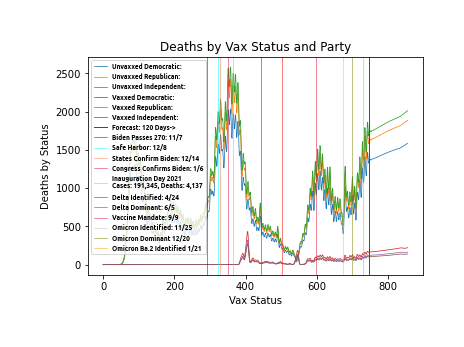 Deaths by Vax Status and Party
Deaths by Status
2500
2000
1500
1000
500
0
Unvaxxed Democratic:
Unvaxxed Republican:
Unvaxxed Independent:
Vaxxed Democratic:
Vaxxed Republican:
Vaxxed Independent:
Forecast: 120 Days->
Biden Passes 270: 11/7
Safe Harbor: 12/8
States Confirm Biden: 12/14
Congress Confirms Biden: 1/6
Inauguration Day 2021
Cases: 191,345, Deaths: 4,137
Delta Identified: 4/24
Delta Dominant: 6/5
Vaccine Mandate: 9/9
Omicron Identified: 11/25
Omicron Dominant 12/20
Omicron Ba.2 Identified 1/21
0 200 400 600 800
Vax Status